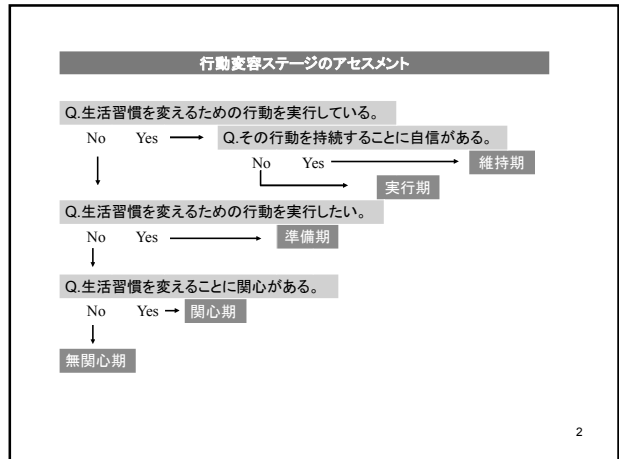 行動変容ステージのアセスメント
Q.生活習慣を変えるための行動を実行している。
No Yes Q.その行動を持続することに自信がある。
No Yes 維持期
実行期
Q.生活習慣を変えるための行動を実行したい。
No Yes 準備期
Q.生活習慣を変えることに関心がある。
No Yes 関心期
無関心期
2